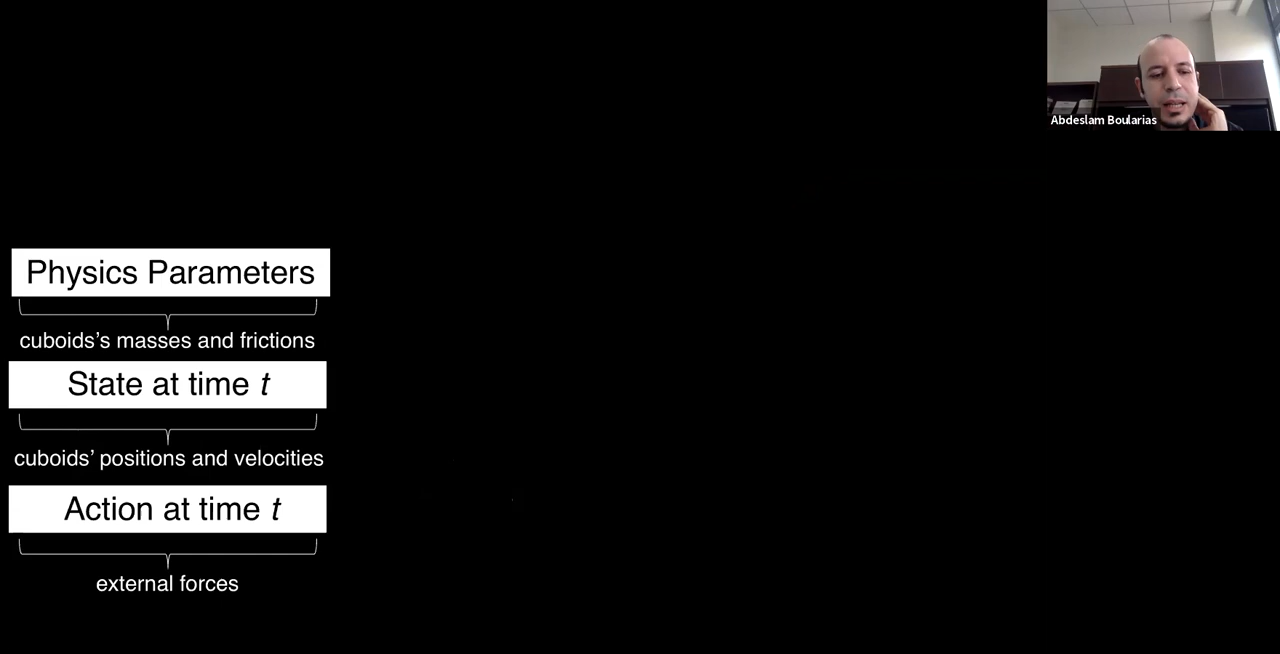 Abdeslam Boularias
Physics Parameters
cuboids's masses and frictions
State at time t
cuboids' positions and velocities
Action at time t
external forces